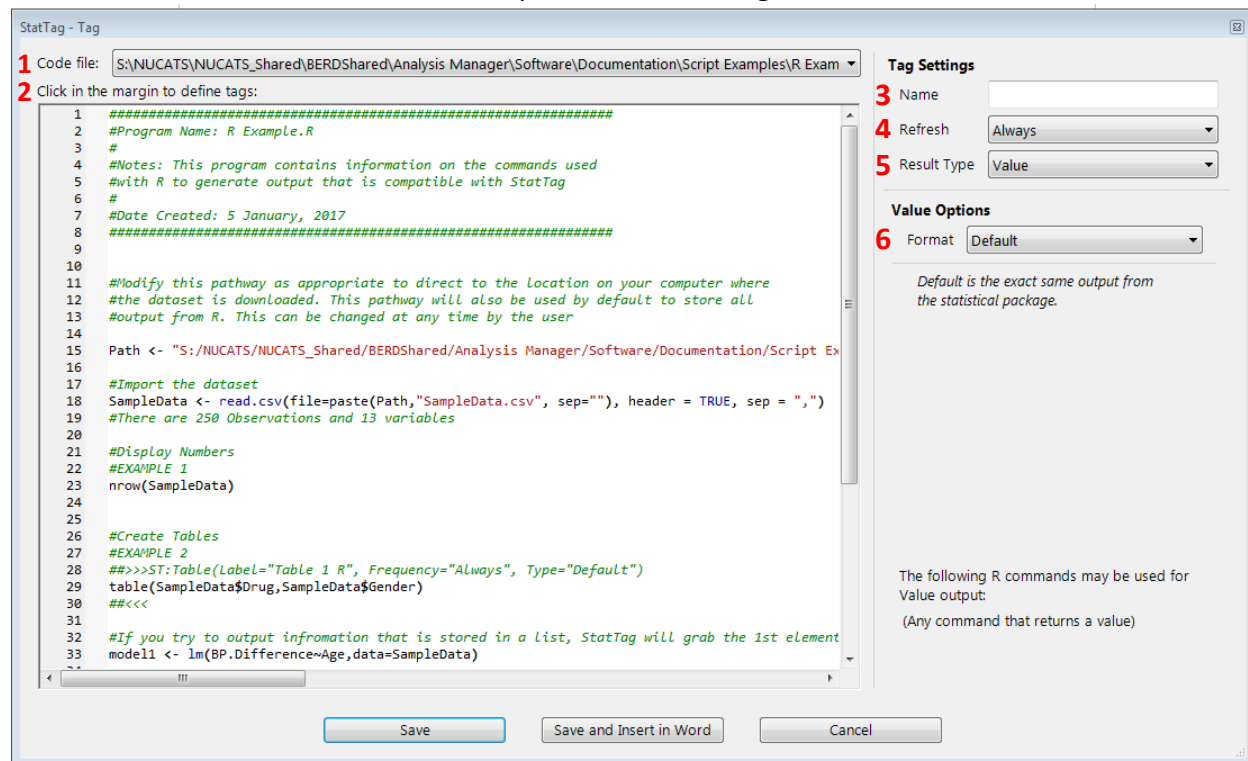 StatTag - Tag
1 Code file: S:\NUCATS\NUCATS_Shared\BERDShared\Analysis Manager\Software\Documentation\Script Examples\R Exam
2 Click in the margin to define tags:
1 ################################################################
2 #Program Name: R Example.R
3 #
4 #Notes: This program contains information on the commands used
5 #with R to generate output that is compatible with StatTag
6 #
7 #Date Created: 5 January, 2017
8 ################################################################
9
10
11 #Modify this pathway as appropriate to direct to the location on your computer where
12 #the dataset is downloaded. This pathway will also be used by default to store all
13 #output from R. This can be changed at any time by the user
14
15 Path <- "S:/NUCATS/NUCATS_Shared/BERDShared/Analysis Manager/Software/Documentation/Script Ex
16
17 #Import the dataset
18 SampleData <- read.csv(file=paste(Path,"SampleData.csv", sep=""), header = TRUE, sep = ",")
19 #There are 250 Observations and 13 variables
20
21 #Display Numbers
22 #EXAMPLE 1
23 nrow(SampleData)
24
25
26 #Create Tables
27 #EXAMPLE 2
28 ##>>>ST:Table(Label="Table 1 R", Frequency="Always", Type="Default")
29 table(SampleData$Drug,SampleData$Gender)
30 ##<<<
31
32 #If you try to output infromation that is stored in a list, StatTag will grab the 1st element
33 model1 <- lm(BP.Difference~Age,data=SampleData)
Tag Settings
3 Name
4 Refresh Always
5 Result Type Value
Value Options
6 Format Default
Default is the exact same output from
the statistical package.
The following R commands may be used for
Value output:
(Any command that returns a value)
Save
Save and Insert in Word
Cancel